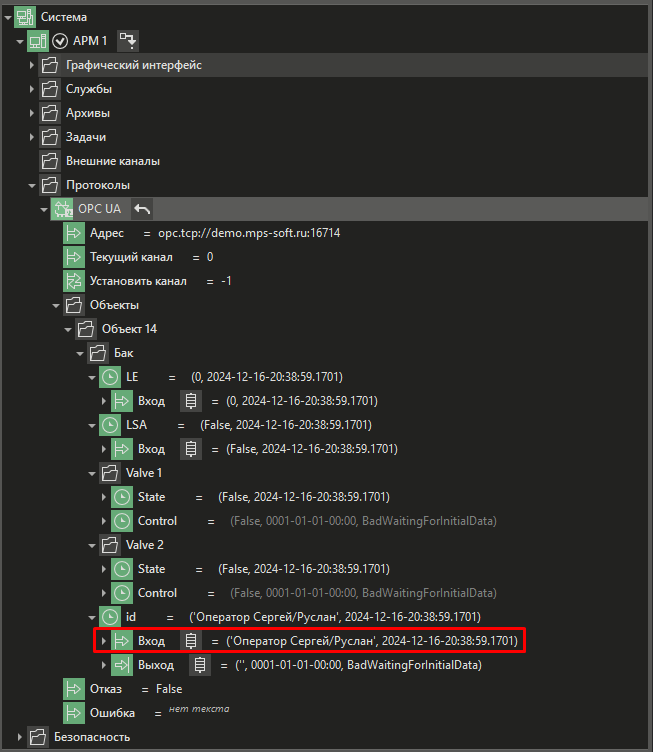 Система
АРМ 1
Графический интерфейс
Службы
Архивы
Задачи
Внешние каналы
Протоколы
OPC UA
Адрес = opc.tcp://demo.mps-soft.ru:16714
Текущий канал = 0
Установить канал = -1
Объекты
Объект 14
Бак
LE = (0, 2024-12-16-20:38:59.1701)
Вход = (0, 2024-12-16-20:38:59.1701)
LSA = (False, 2024-12-16-20:38:59.1701)
Вход = (False, 2024-12-16-20:38:59.1701)
Valve 1
State = (False, 2024-12-16-20:38:59.1701)
Control = (False, 0001-01-01-00:00, BadWaitingForInitialData)
Valve 2
State = (False, 2024-12-16-20:38:59.1701)
Control = (False, 0001-01-01-00:00, BadWaitingForInitialData)
id = ('Оператор Сергей/Руслан', 2024-12-16-20:38:59.1701)
Вход = ('Оператор Сергей/Руслан', 2024-12-16-20:38:59.1701)
Выход = ('', 0001-01-01-00:00, BadWaitingForInitialData)
Отказ = False
Ошибка = нет текста
Безопасность